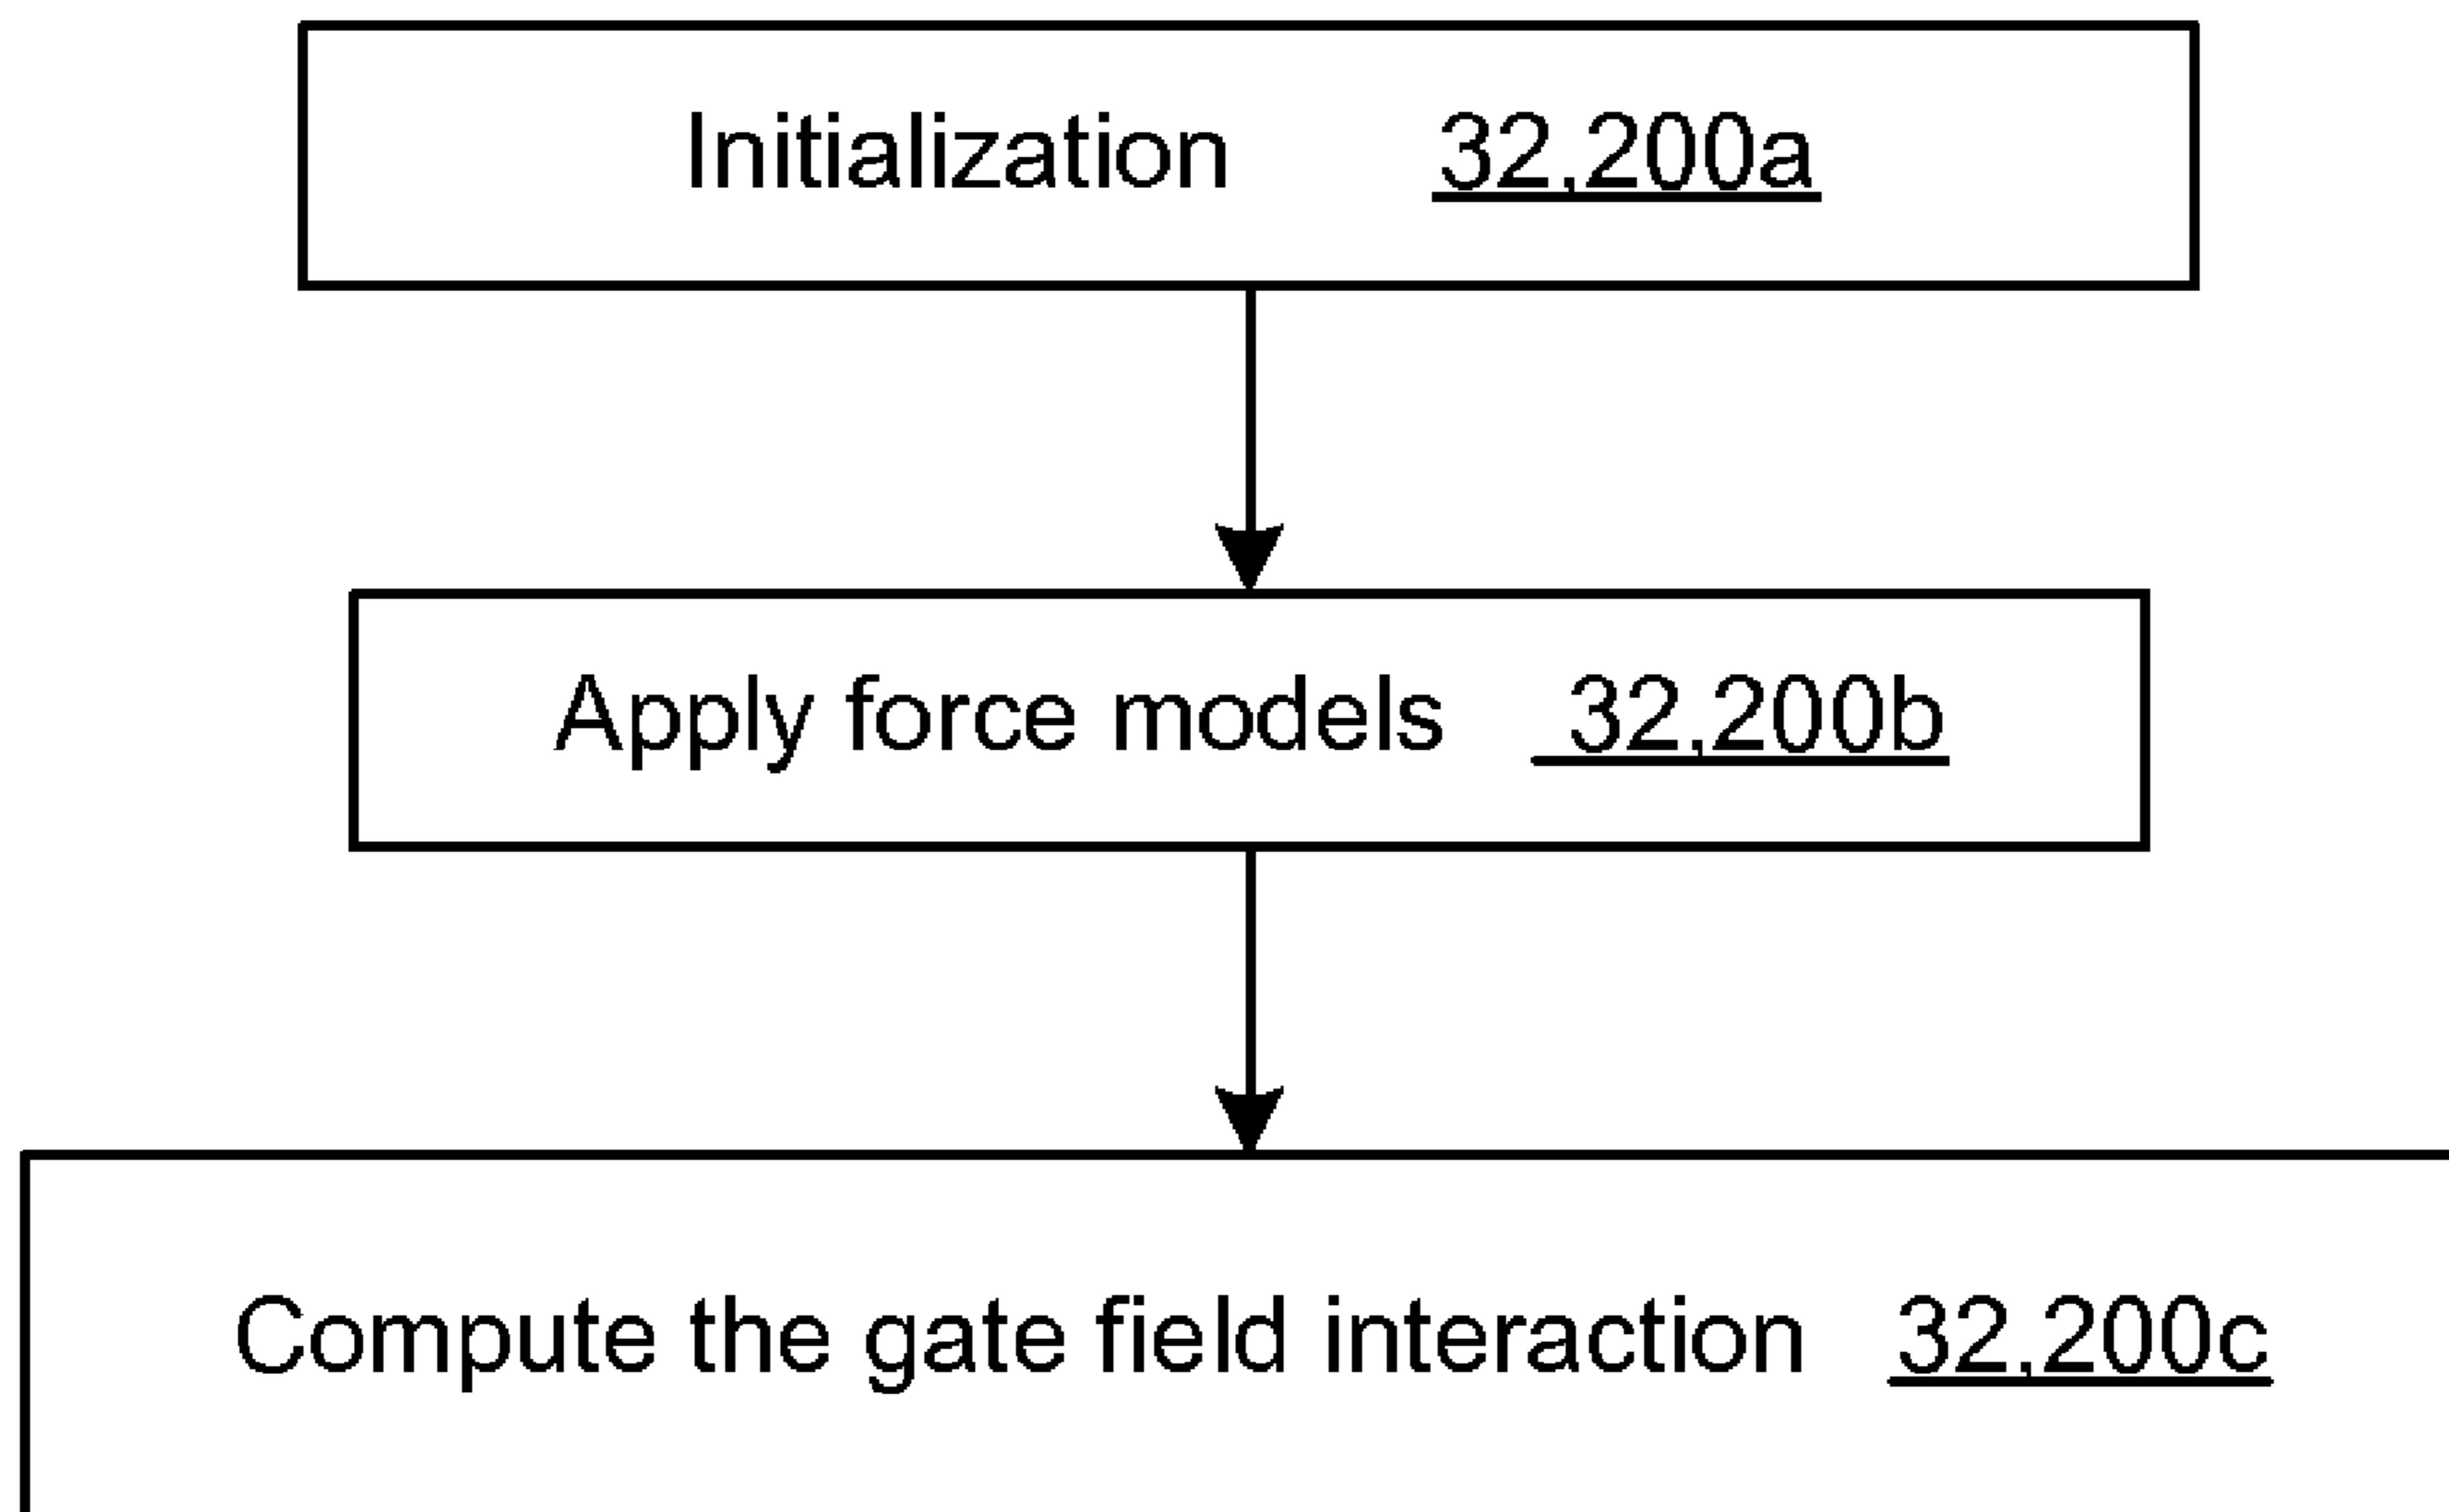 Initialization 32,200a
Apply force models 32,200b
Compute the gate field interaction 32,200c